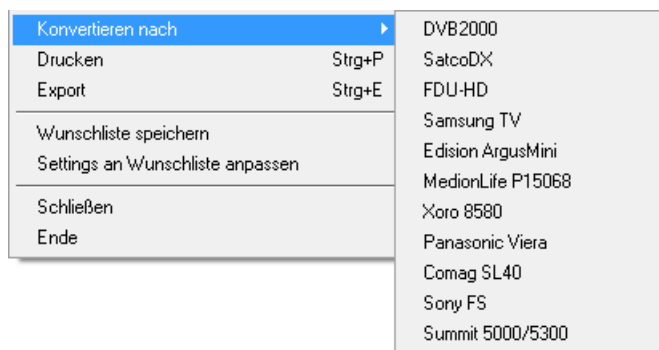 Konvertieren nach
Drucken Strg+P
Export Strg+E
Wunschliste speichern
Settings an Wunschliste anpassen
Schließen
Ende
DVB2000
SatcoDX
FDU-HD
Samsung TV
Edision ArgusMini
MedionLife P15068
Xoro 8580
Panasonic Viera
Comag SL40
Sony FS
Summit 5000/5300